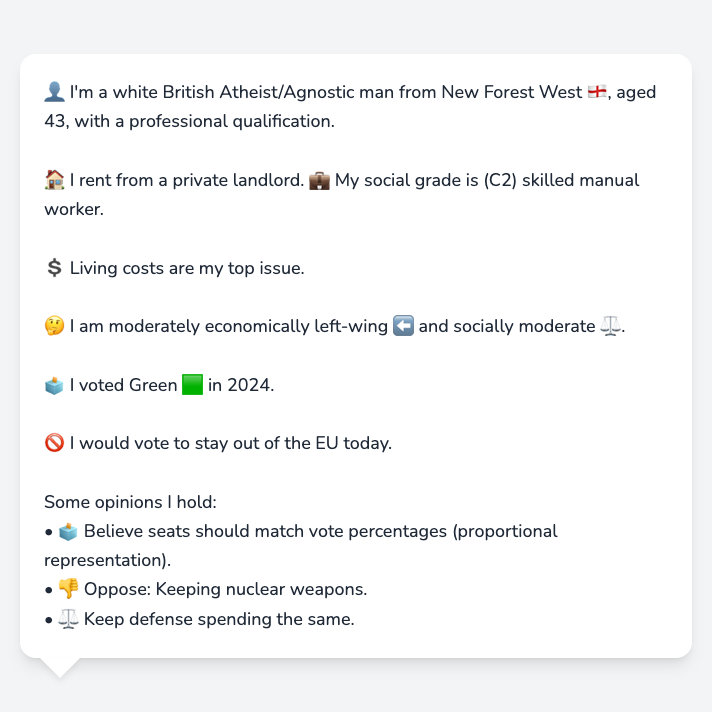 👤 I'm a white British Atheist/Agnostic man from New Forest West 🏴󠁧󠁢󠁥󠁮󠁧󠁿, aged
43, with a professional qualification.
🏠 I rent from a private landlord. 💼 My social grade is (C2) skilled manual
worker.
💲 Living costs are my top issue.
🤔 I am moderately economically left-wing ⬅️ and socially moderate ⚖️.
🗳️ I voted Green 🟩 in 2024.
🚫 I would vote to stay out of the EU today.
Some opinions I hold:
• 🗳️ Believe seats should match vote percentages (proportional
representation).
• 👎 Oppose: Keeping nuclear weapons.
• ⚖️ Keep defense spending the same.